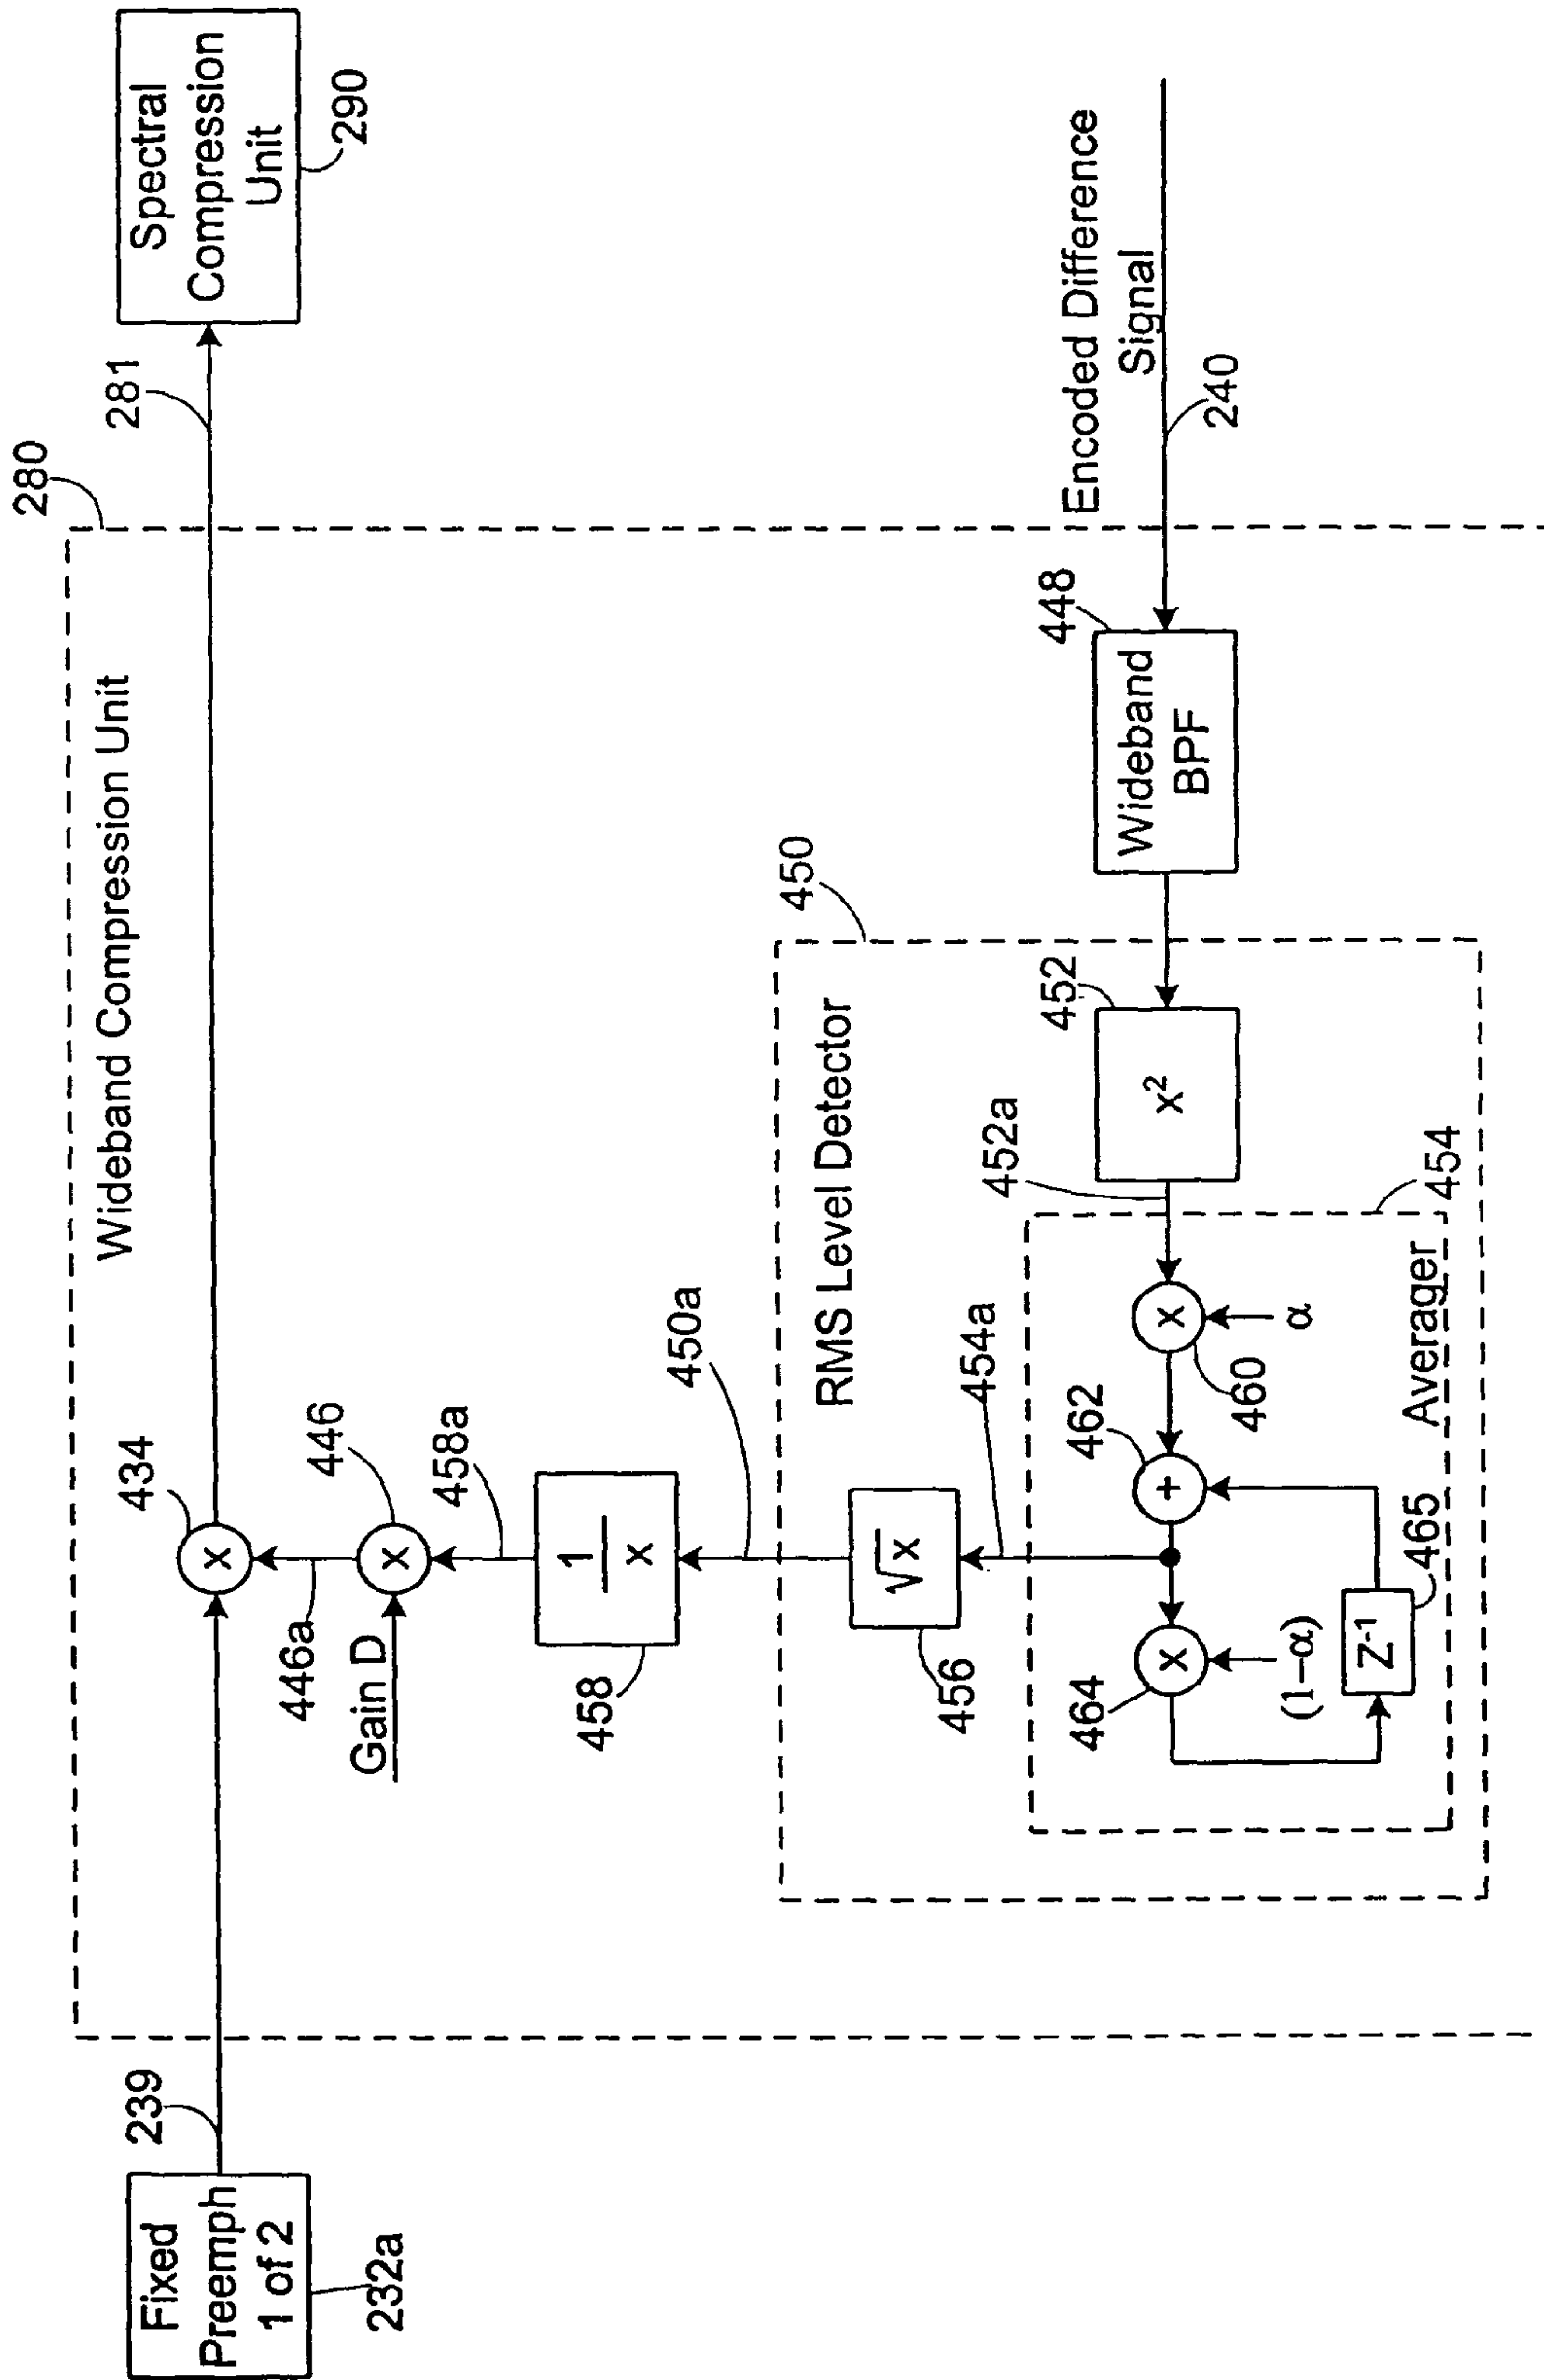 280
Wideband Compression Unit
Fixed
Preemph
1 of 2
232a
239
434
281
Spectral
Compression
Unit
290
446a
446
Gain D
458a
1
x
458
450a
RMS Level Detector
450
√x
456
454a
452a
452
x²
448
Wideband
BPF
Encoded Difference
Signal
240
464
x
(1–α)
Z⁻¹
465
462
+
x
α
460
Averager
454
x
x